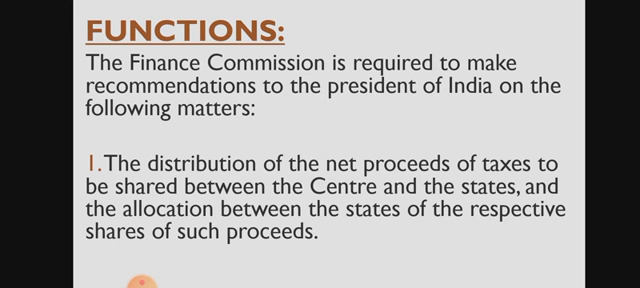 FUNCTIONS:
The Finance Commission is required to make
recommendations to the president of India on the
following matters:
1.The distribution of the net proceeds of taxes to
be shared between the Centre and the states, and
the allocation between the states of the respective
shares of such proceeds.